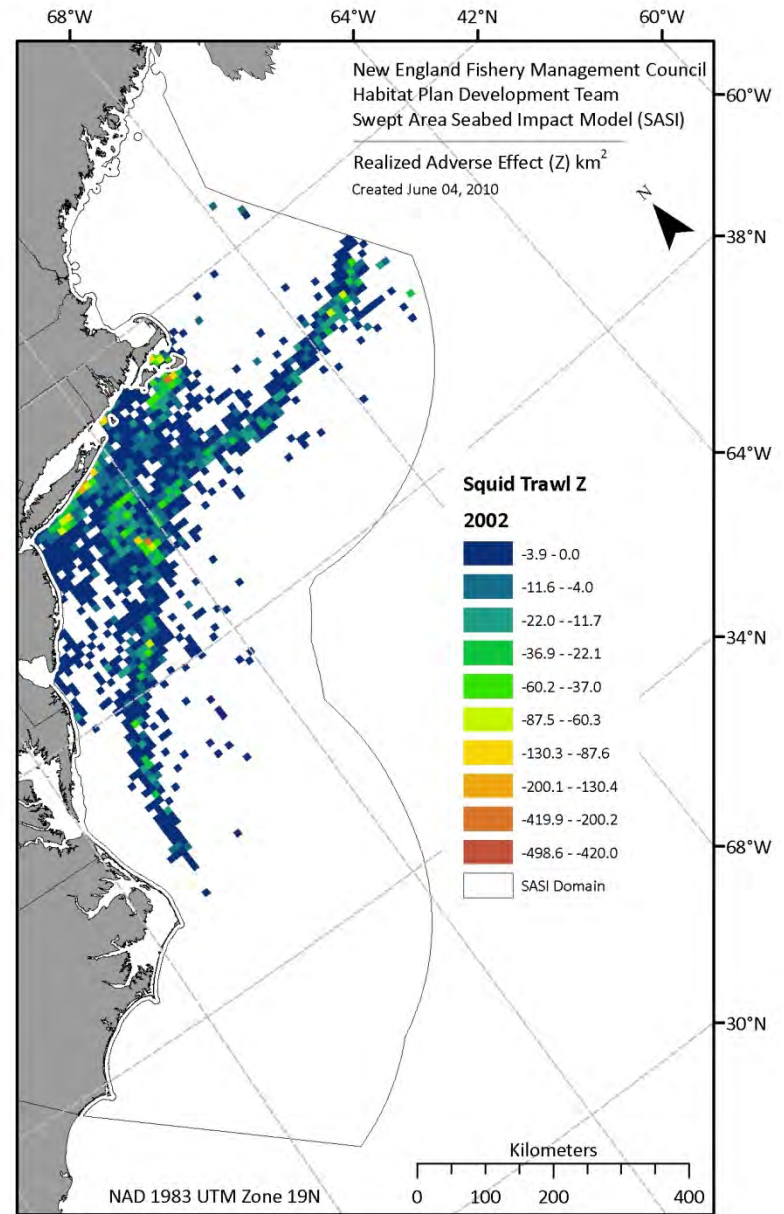 68°W
64°W
42°N
60°W
New England Fishery Management Council
Habitat Plan Development Team
Swept Area Seabed Impact Model (SASI)
Realized Adverse Effect (Z) km²
Created June 04, 2010
N
60°W
38°N
64°W
34°N
68°W
30°N
Squid Trawl Z
2002
-3.9 - 0.0
-11.6 - -4.0
-22.0 - -11.7
-36.9 - -22.1
-60.2 - -37.0
-87.5 - -60.3
-130.3 - -87.6
-200.1 - -130.4
-419.9 - -200.2
-498.6 - -420.0
SASI Domain
Kilometers
0 100 200 400
NAD 1983 UTM Zone 19N